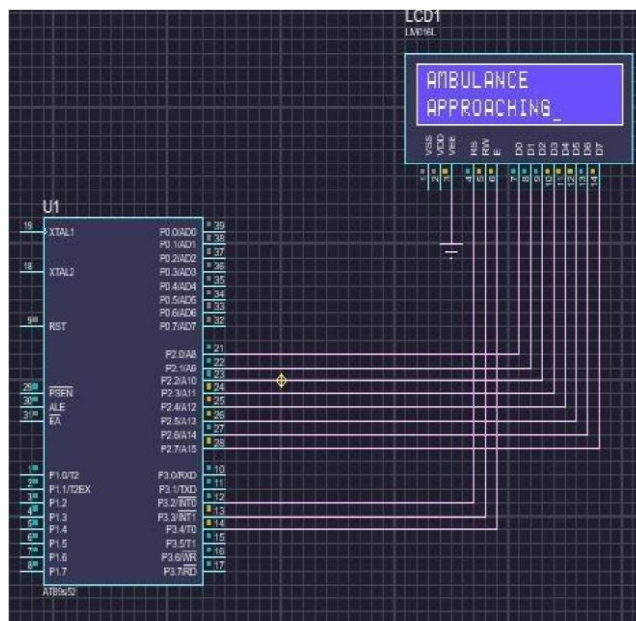 LCD1
LM016L
AMBULANCE
APPROACHING_
VSS
VDD
VEE
RS
RW
E
D0
D1
D2
D3
D4
D5
D6
D7
1
2
3
4
5
6
7
8
9
10
11
12
13
14
U1
19 XTAL1 P0.0/AD0 39
P0.1/AD1 38
P0.2/AD2 37
18 XTAL2 P0.3/AD3 36
P0.4/AD4 35
P0.5/AD5 34
P0.6/AD6 33
9 RST P0.7/AD7 32
P2.0/A8 21
P2.1/A9 22
P2.2/A10 23
29 PSEN P2.3/A11 24
30 ALE P2.4/A12 25
31 EA P2.5/A13 26
P2.6/A14 27
P2.7/A15 28
1 P1.0/T2 P3.0/RXD 10
2 P1.1/T2EX P3.1/TXD 11
3 P1.2 P3.2/INT0 12
4 P1.3 P3.3/INT1 13
5 P1.4 P3.4/T0 14
6 P1.5 P3.5/T1 15
7 P1.6 P3.6/WR 16
8 P1.7 P3.7/RD 17
AT89s52